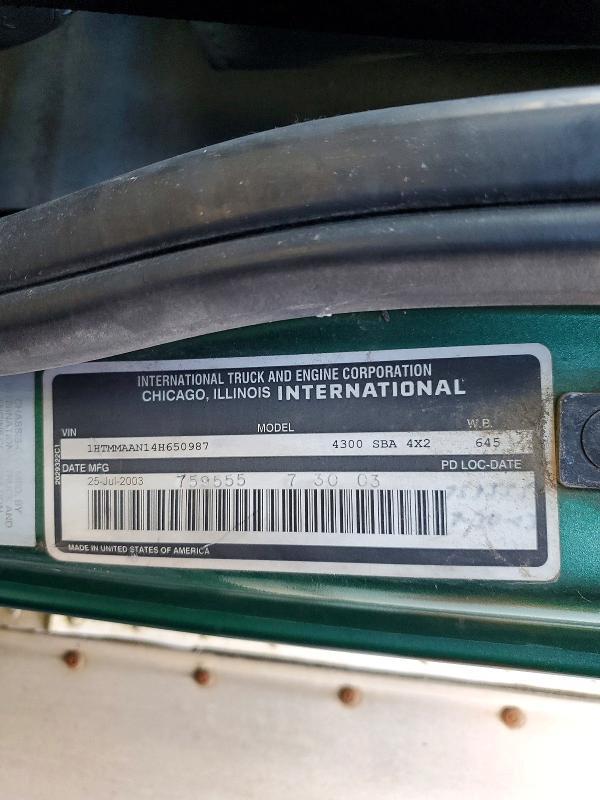 INTERNATIONAL TRUCK AND ENGINE CORPORATION
CHICAGO, ILLINOIS INTERNATIONAL
VIN MODEL W.B.
1HTMMAAN14H650987 4300 SBA 4X2 645
DATE MFG PD LOC-DATE
25-Jul-2003 759555 7 30 03
MADE IN UNITED STATES OF AMERICA
2009322C1